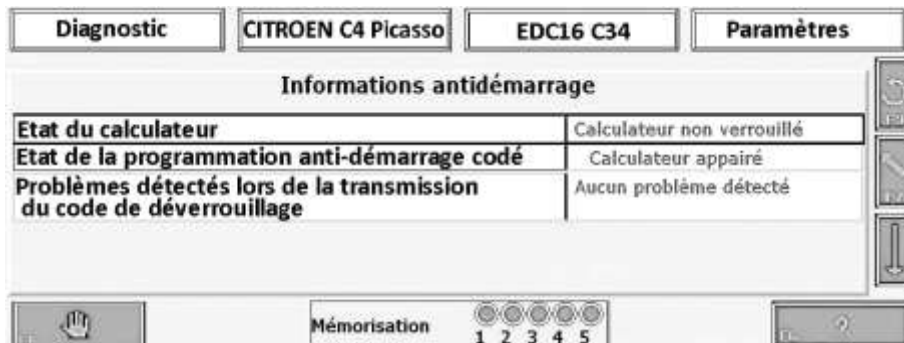 Diagnostic CITROEN C4 Picasso EDC16 C34 Paramètres
Informations antidémarrage
Etat du calculateur Calculateur non verrouillé
Etat de la programmation anti-démarrage codé Calculateur appairé
Problèmes détectés lors de la transmission Aucun problème détecté
du code de déverrouillage
Mémorisation
1 2 3 4 5